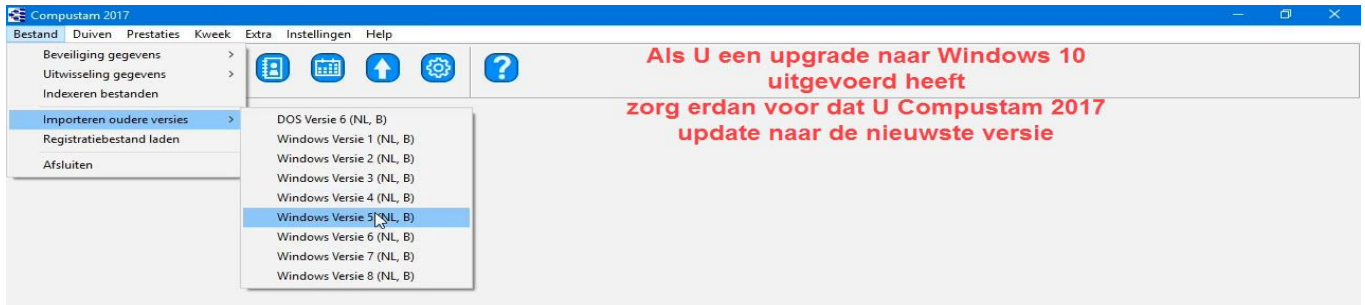 Compustam 2017
Bestand Duiven Prestaties Kweek Extra Instellingen Help
Beveiliging gegevens
Uitwisseling gegevens
Indexeren bestanden
Importeren oudere versies
Registratiebestand laden
Afsluiten
DOS Versie 6 (NL, B)
Windows Versie 1 (NL, B)
Windows Versie 2 (NL, B)
Windows Versie 3 (NL, B)
Windows Versie 4 (NL, B)
Windows Versie 5 (NL, B)
Windows Versie 6 (NL, B)
Windows Versie 7 (NL, B)
Windows Versie 8 (NL, B)
Als U een upgrade naar Windows 10
uitgevoerd heeft
zorg erdan voor dat U Compustam 2017
update naar de nieuwste versie